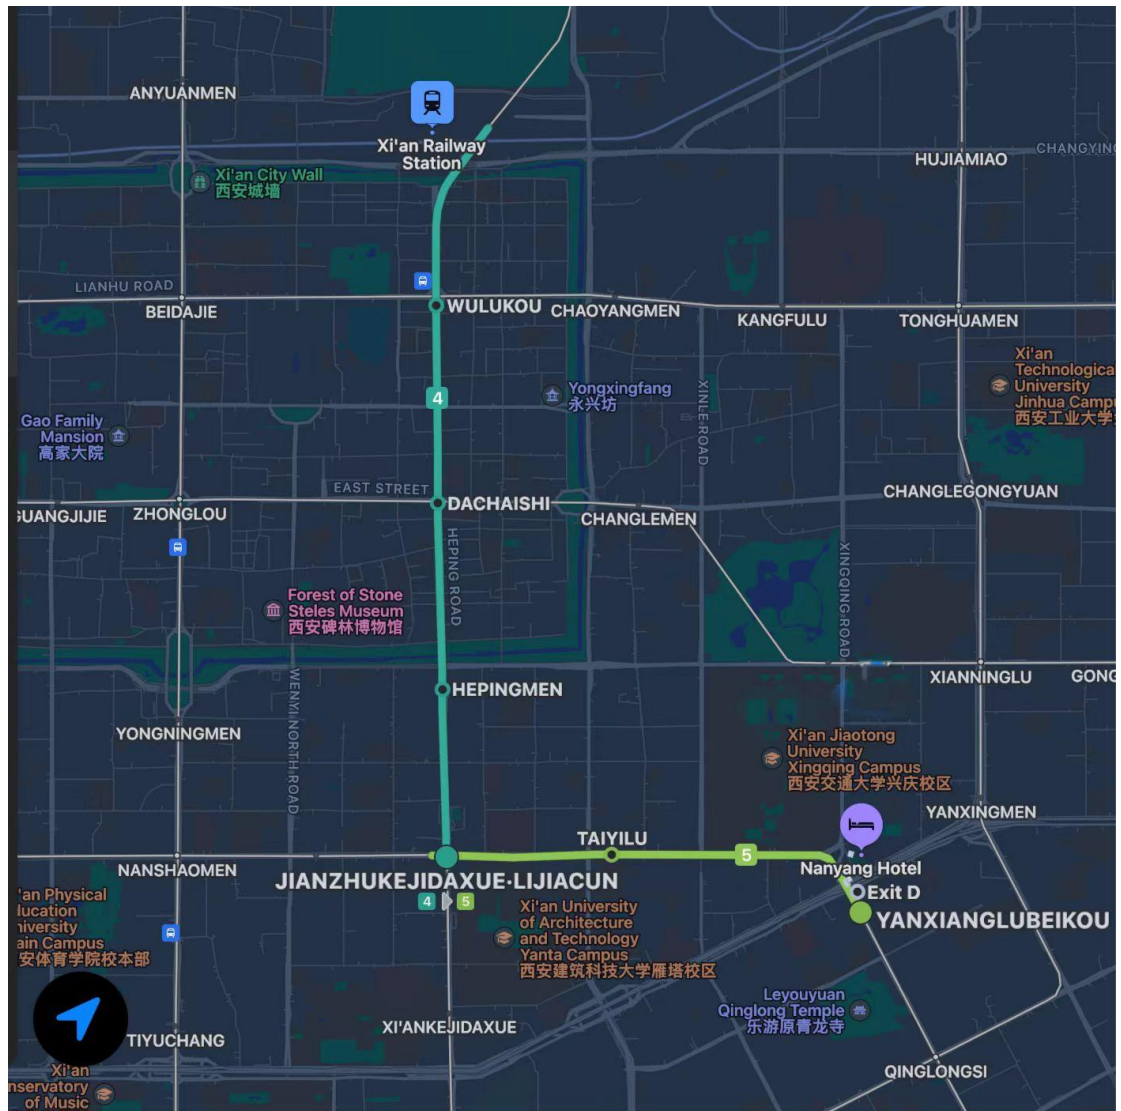 ANYUANMEN
Xi'an Railway
Station
HUJIAMIAO
CHANGYING
Xi'an City Wall
西安城墙
LIANHU ROAD
BEIDAJIE
WULUKOU
CHAOYANGMEN
KANGFULU
TONGHUAMEN
Xi'an
Technological
University
Jinhua Camp
西安工业大学
4
Yongxingfang
永兴坊
XINLE ROAD
Gao Family
Mansion
高家大院
EAST STREET
GUANGJIJIE
ZHONGLOU
DACHAISHI
CHANGLEMEN
CHANGLEGONGYUAN
HEPING ROAD
XINGQING ROAD
Forest of Stone
Steles Museum
西安碑林博物馆
WENYI NORTH ROAD
HEPINGMEN
XIANNINGLU
GONG
YONGNINGMEN
Xi'an Jiaotong
University
Xingqing Campus
西安交通大学兴庆校区
YANXINGMEN
TAIYILU
5
Nanyang Hotel
NANSHAOMEN
JIANZHUKEJIDAXUE·LIJIACUN
4 5
Exit D
YANXIANGLUBEIKOU
'an Physical
ducation
niversity
ain Campus
安体育学院校本部
Xi'an University
of Architecture
and Technology
Yanta Campus
西安建筑科技大学雁塔校区
Leyouyuan
Qinglong Temple
乐游原青龙寺
XI'ANKEJIDAXUE
TIYUCHANG
QINGLONGSI
Xi'an
nservatory
of Music